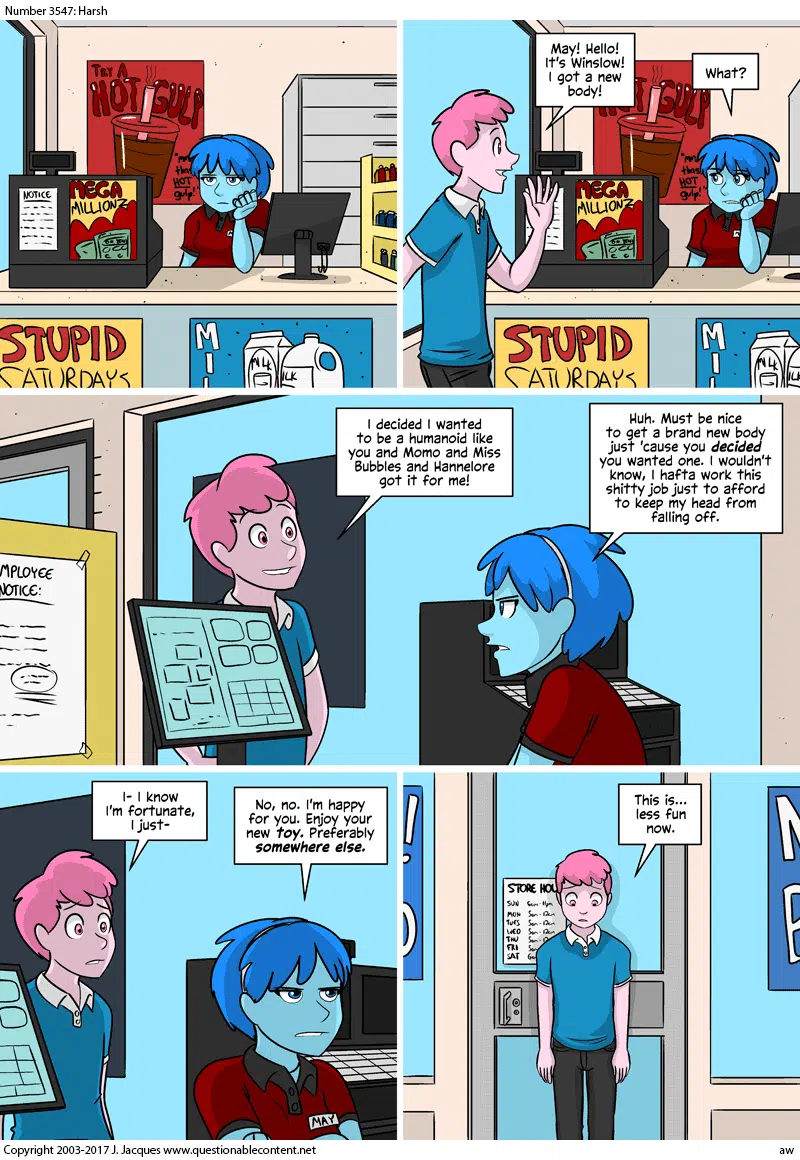 Number 3547: Harsh
TRY A
HOT GULP
NOTICE
MEGA
MILLIONZ
STUPID
SATURDAYS
MI
MILK
ILK
May! Hello!
It's Winslow!
I got a new
body!
What?
HOT GULP
HOT
gulp!"
MEGA
MILLIONZ
STUPID
SATURDAYS
MI
MILK
I decided I wanted
to be a humanoid like
you and Momo and Miss
Bubbles and Hannelore
got it for me!
Huh. Must be nice
to get a brand new body
just 'cause you decided
you wanted one. I wouldn't
know, I hafta work this
shitty job just to afford
to keep my head from
falling off.
MPLOYEE
NOTICE:
I- I know
I'm fortunate,
I just-
No, no. I'm happy
for you. Enjoy your
new toy. Preferably
somewhere else.
MAY
This is...
less fun
now.
STORE HOU
SUN
MON
TUES
WED
THU
FRI
SAT
Copyright 2003-2017 J. Jacques www.questionablecontent.net
aw